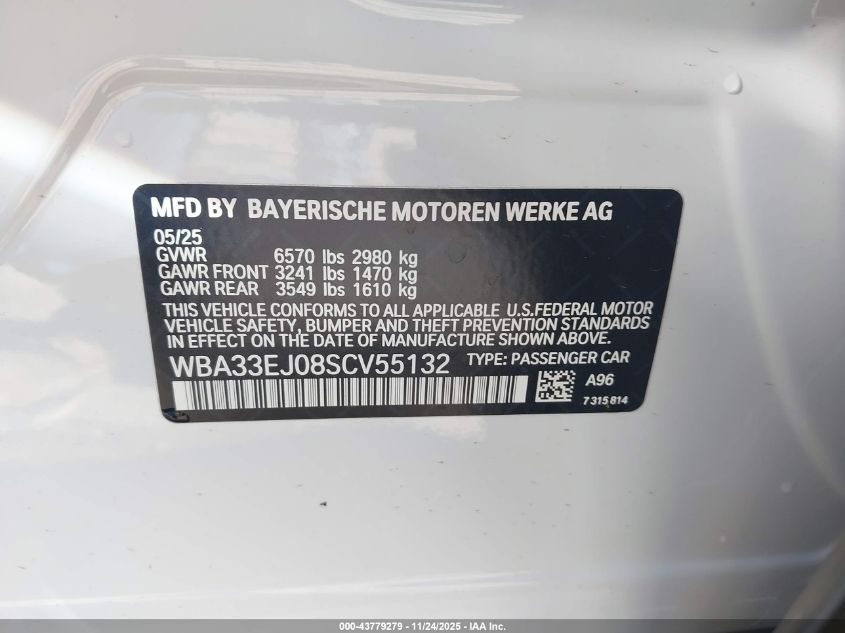 MFD BY BAYERISCHE MOTOREN WERKE AG
05/25
GVWR 6570 lbs 2980 kg
GAWR FRONT 3241 lbs 1470 kg
GAWR REAR 3549 lbs 1610 kg
THIS VEHICLE CONFORMS TO ALL APPLICABLE U.S.FEDERAL MOTOR
VEHICLE SAFETY, BUMPER AND THEFT PREVENTION STANDARDS
IN EFFECT ON THE DATE OF MANUFACTURE SHOWN ABOVE.
WBA33EJ08SCV55132 TYPE: PASSENGER CAR
A96
7315814
000-43779279 - 11/24/2025 - IAA Inc.